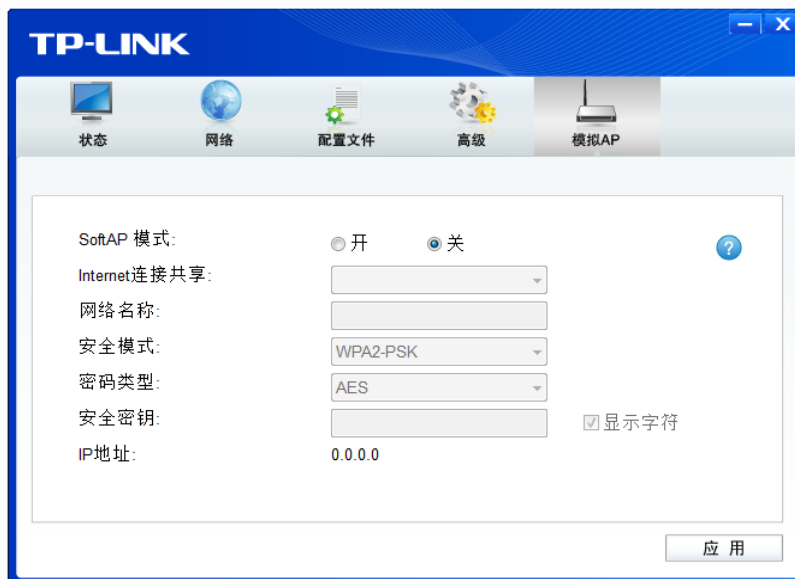 TP-LINK
状态 网络 配置文件 高级 模拟AP
SoftAP 模式: 开 关
?
Internet连接共享:
网络名称:
安全模式: WPA2-PSK
密码类型: AES
安全密钥: 显示字符
IP地址: 0.0.0.0
应 用